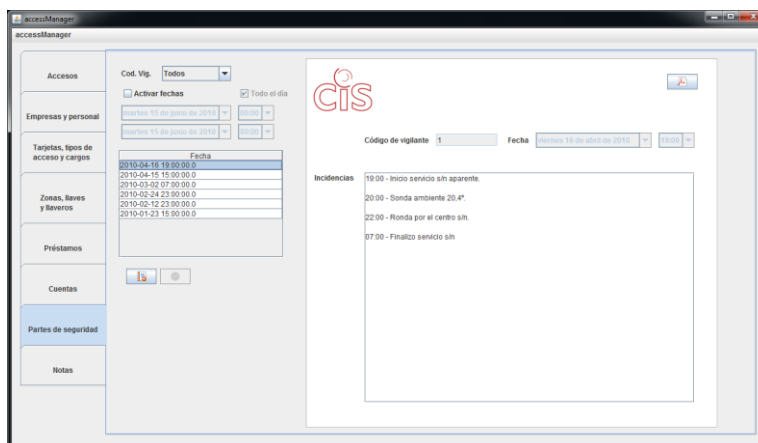 accessManager
accessManager
Accesos
Empresas y personal
Tarjetas, tipos de
acceso y cargos
Zonas, llaves
y llaveros
Préstamos
Cuentas
Partes de seguridad
Notas
Cod. Vig. Todos
Activar fechas Todo el día
martes 15 de junio de 2010 00:00
martes 15 de junio de 2010 00:00
Fecha
2010-04-16 19:00:00.0
2010-04-15 15:00:00.0
2010-03-02 07:00:00.0
2010-02-24 23:00:00.0
2010-02-12 23:00:00.0
2010-01-23 15:00:00.0
CIS
Código de vigilante 1 Fecha viernes 16 de abril de 2010 19:00
Incidencias 19:00 - Inicio servicio s/n aparente.
20:00 - Sonda ambiente 20,4º.
22:00 - Ronda por el centro s/n.
07:00 - Finalizo servicio s/n